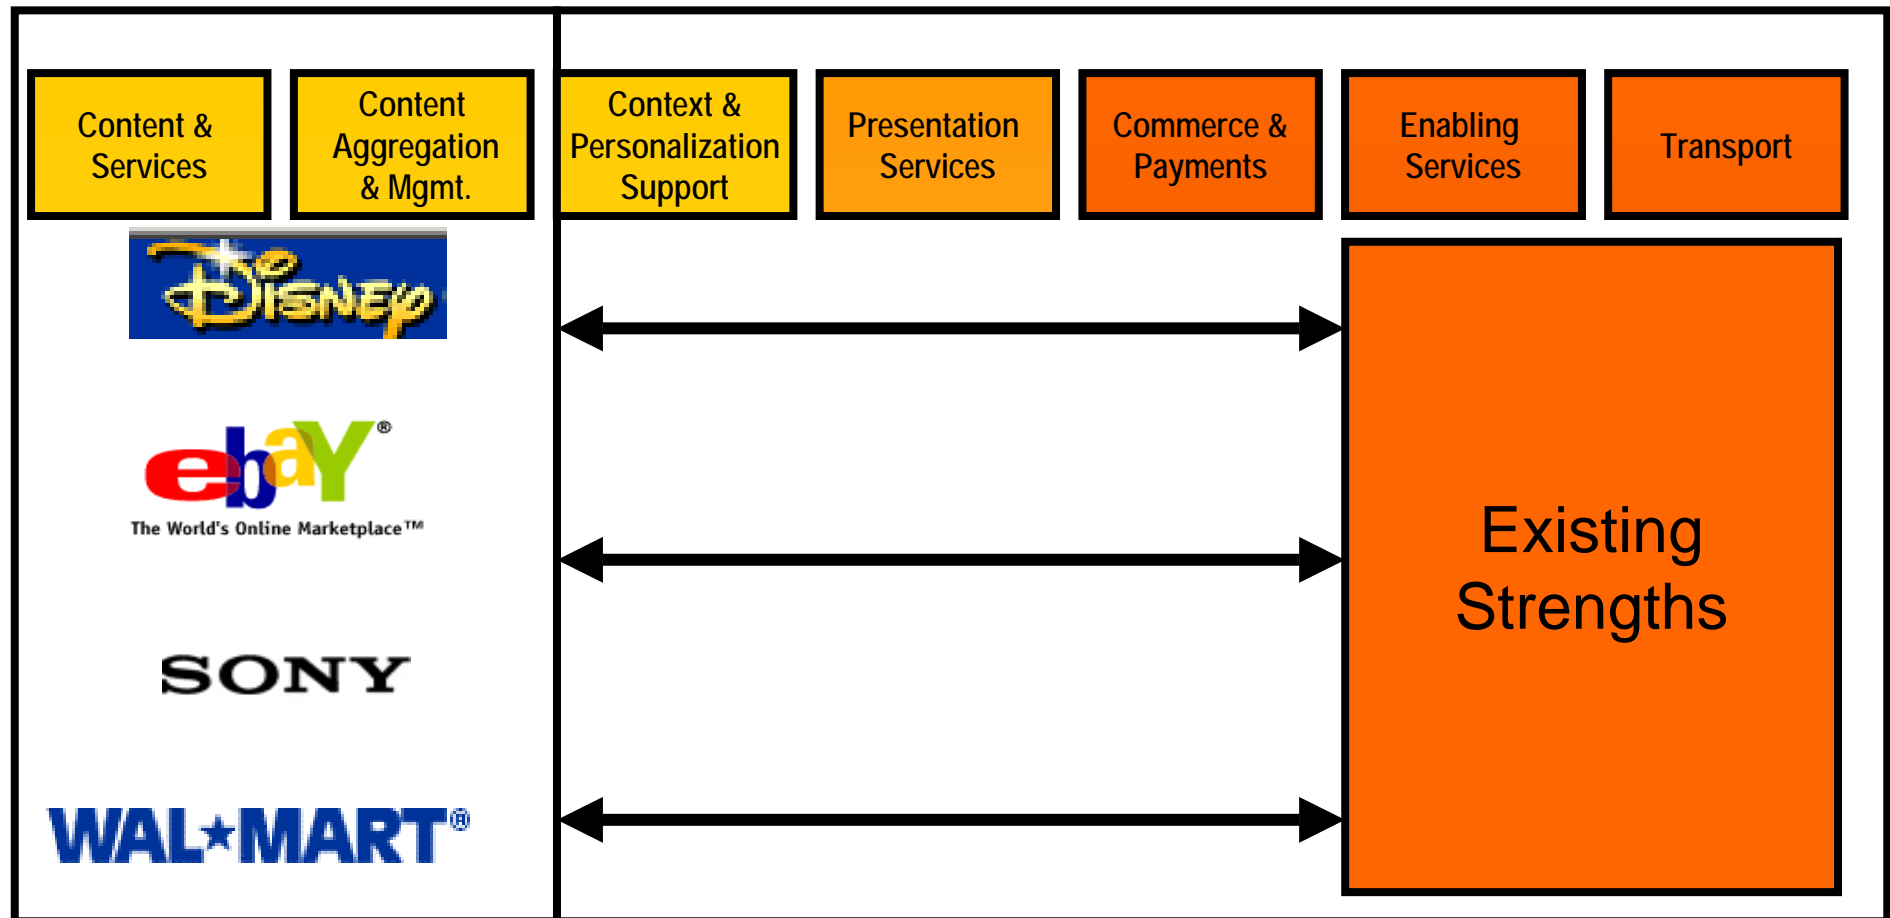 Content &
Services
Content
Aggregation
& Mgmt.
Context &
Personalization
Support
Presentation
Services
Commerce &
Payments
Enabling
Services
Transport
Disney
ebaY®
The World's Online Marketplace™
SONY
WAL★MART®
Existing
Strengths